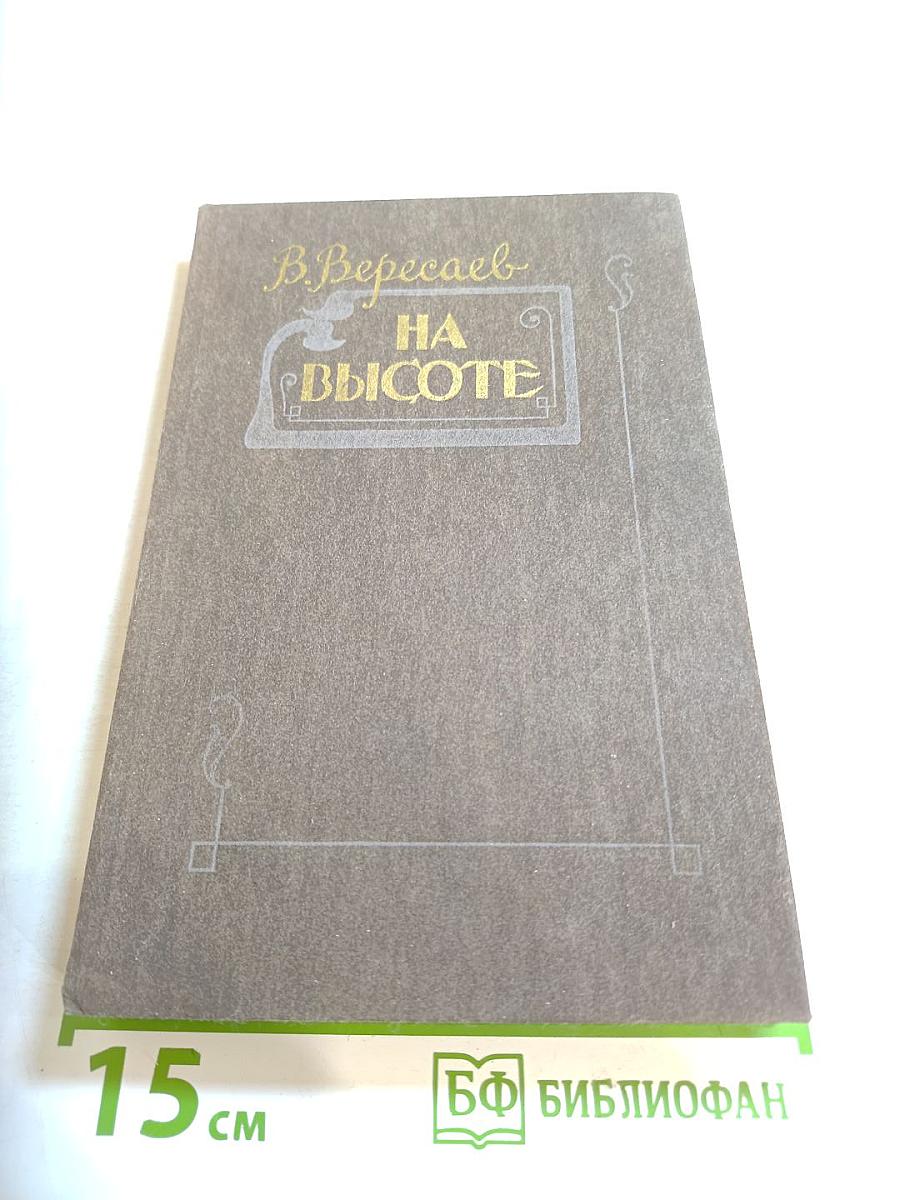 В. Вересаев
НА
ВЫСОТЕ
15 см
БФ БИБЛИОФАН